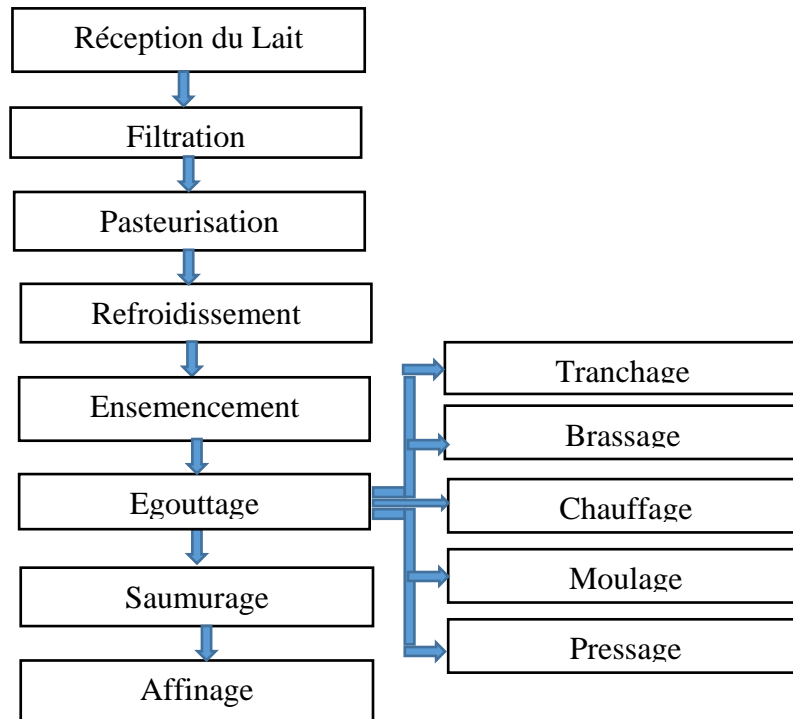 Réception du Lait
Filtration
Pasteurisation
Refroidissement
Ensemencement
Egouttage
Saumurage
Affinage
Tranchage
Brassage
Chauffage
Moulage
Pressage